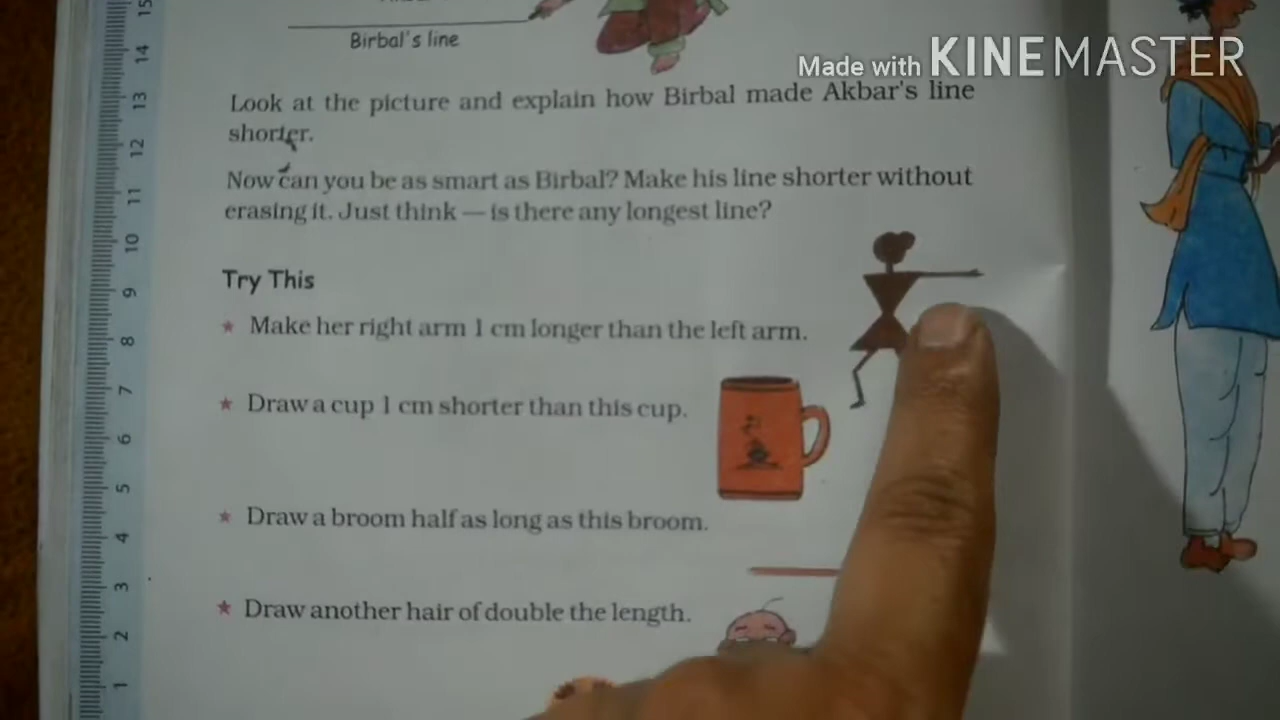 Birbal's line
Made with KINEMASTER
Look at the picture and explain how Birbal made Akbar's line
shorter.
Now can you be as smart as Birbal? Make his line shorter without
erasing it. Just think — is there any longest line?
Try This
★ Make her right arm 1 cm longer than the left arm.
★ Draw a cup 1 cm shorter than this cup.
★ Draw a broom half as long as this broom.
★ Draw another hair of double the length.
15
14
13
12
11
10
9
8
7
6
5
4
3
2
1